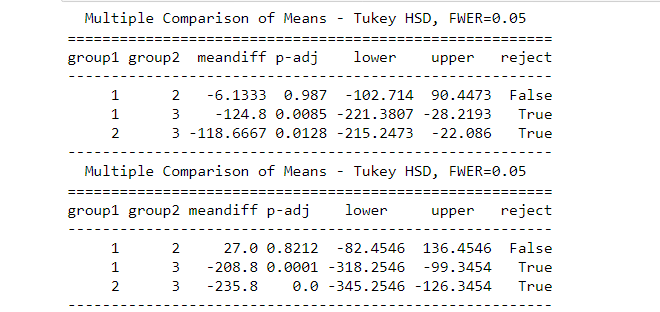 Multiple Comparison of Means - Tukey HSD, FWER=0.05
=========================================================
group1 group2 meandiff p-adj lower upper reject
---------------------------------------------------------
1 2 -6.1333 0.987 -102.714 90.4473 False
1 3 -124.8 0.0085 -221.3807 -28.2193 True
2 3 -118.6667 0.0128 -215.2473 -22.086 True
---------------------------------------------------------
Multiple Comparison of Means - Tukey HSD, FWER=0.05
=========================================================
group1 group2 meandiff p-adj lower upper reject
---------------------------------------------------------
1 2 27.0 0.8212 -82.4546 136.4546 False
1 3 -208.8 0.0001 -318.2546 -99.3454 True
2 3 -235.8 0.0 -345.2546 -126.3454 True
---------------------------------------------------------